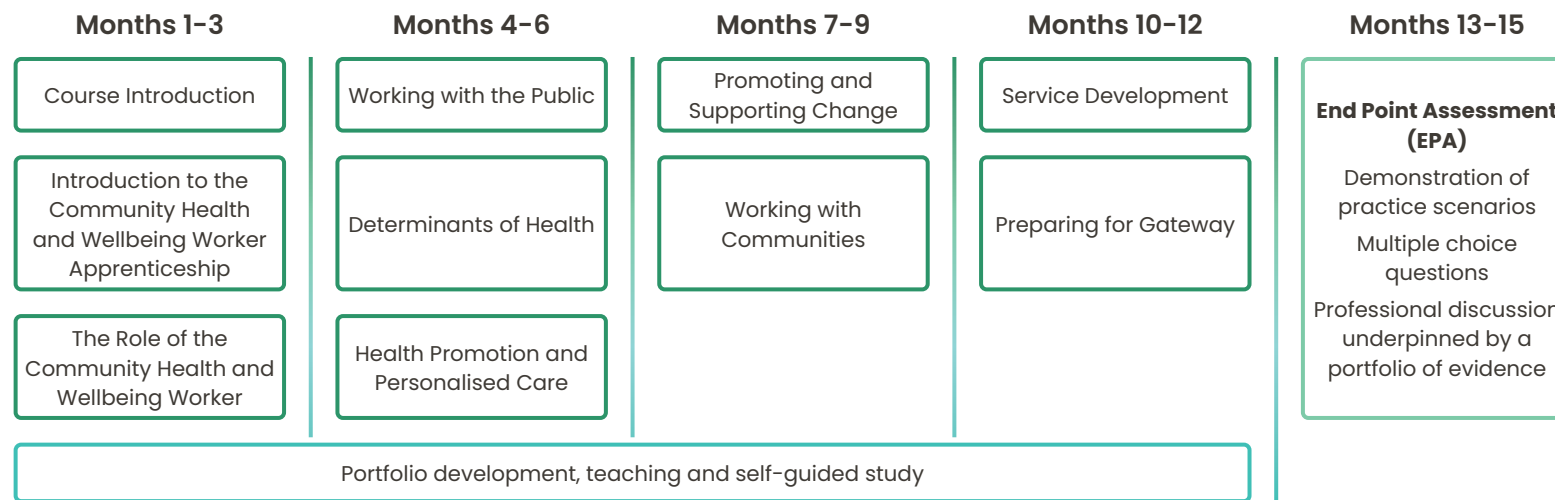 Months 1-3
Course Introduction
Introduction to the
Community Health
and Wellbeing Worker
Apprenticeship
The Role of the
Community Health and
Wellbeing Worker
Months 4-6
Working with the Public
Determinants of Health
Health Promotion and
Personalised Care
Months 7-9
Promoting and
Supporting Change
Working with
Communities
Months 10-12
Service Development
Preparing for Gateway
Months 13-15
End Point Assessment
(EPA)
Demonstration of
practice scenarios
Multiple choice
questions
Professional discussion
underpinned by a
portfolio of evidence
Portfolio development, teaching and self-guided study